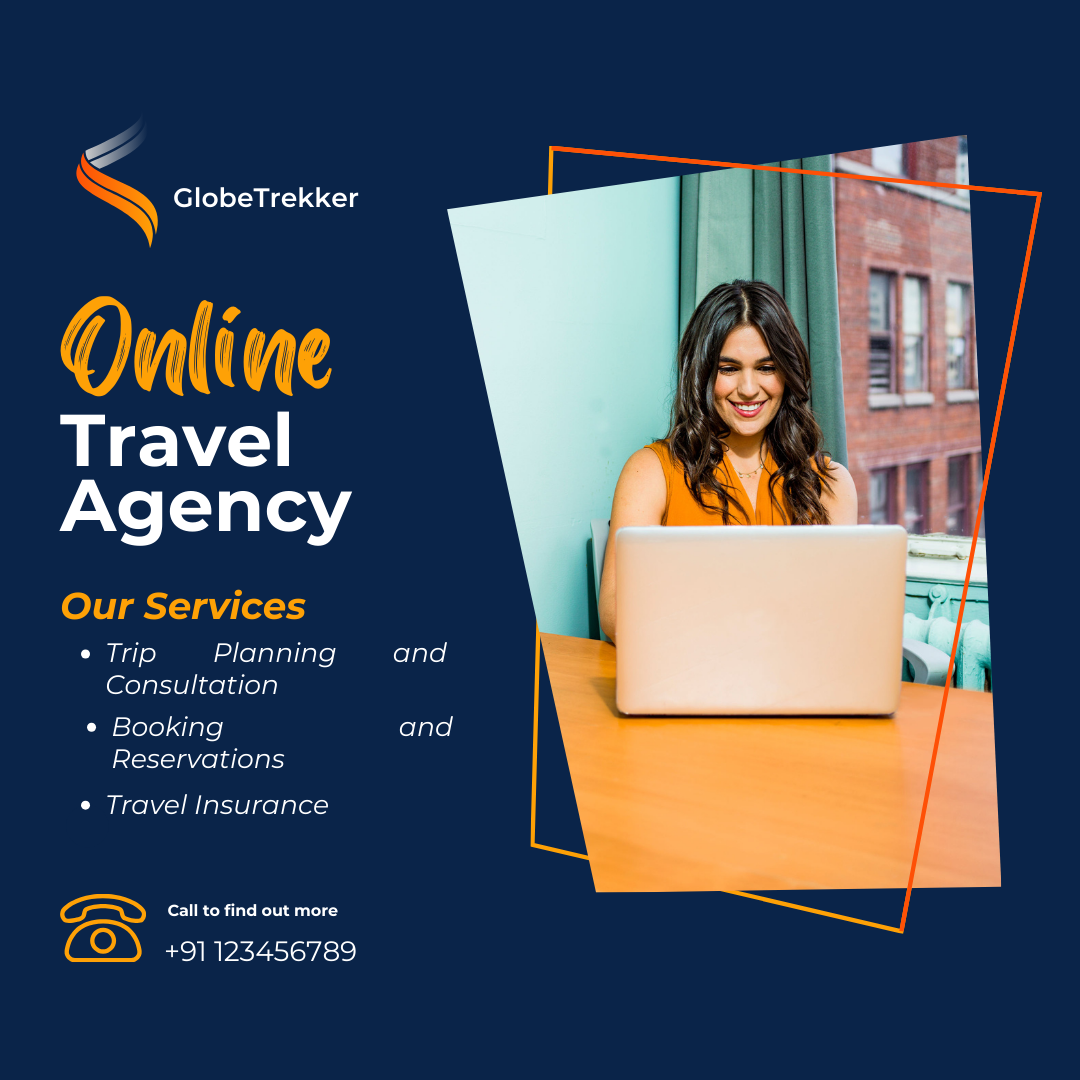 GlobeTrekker
Online
Travel
Agency
Our Services
• Trip Planning and
Consultation
• Booking and
Reservations
• Travel Insurance
Call to find out more
+91 123456789